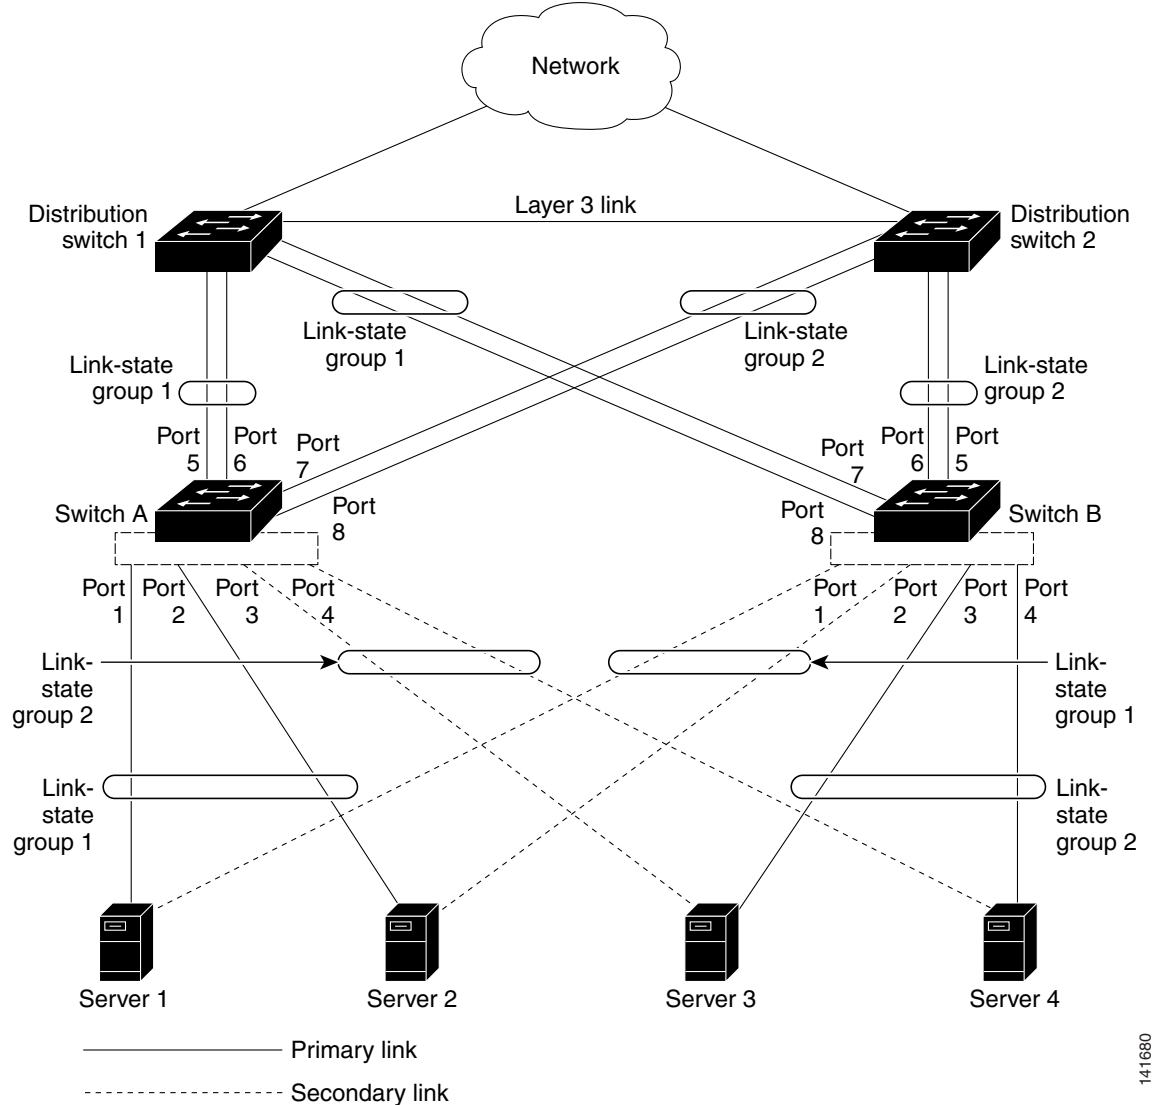 Network
Layer 3 link
Distribution
switch 1
Distribution
switch 2
Link-state
group 1
Link-state
group 2
Link-state
group 1
Link-state
group 2
Port
5
Port
6
Port
7
Port
8
Port
7
Port
6
Port
5
Port
8
Switch A
Switch B
Port
1
Port
2
Port
3
Port
4
Port
1
Port
2
Port
3
Port
4
Link-
state
group 2
Link-
state
group 1
Link-
state
group 1
Link-
state
group 2
Server 1
Server 2
Server 3
Server 4
Primary link
Secondary link
141680